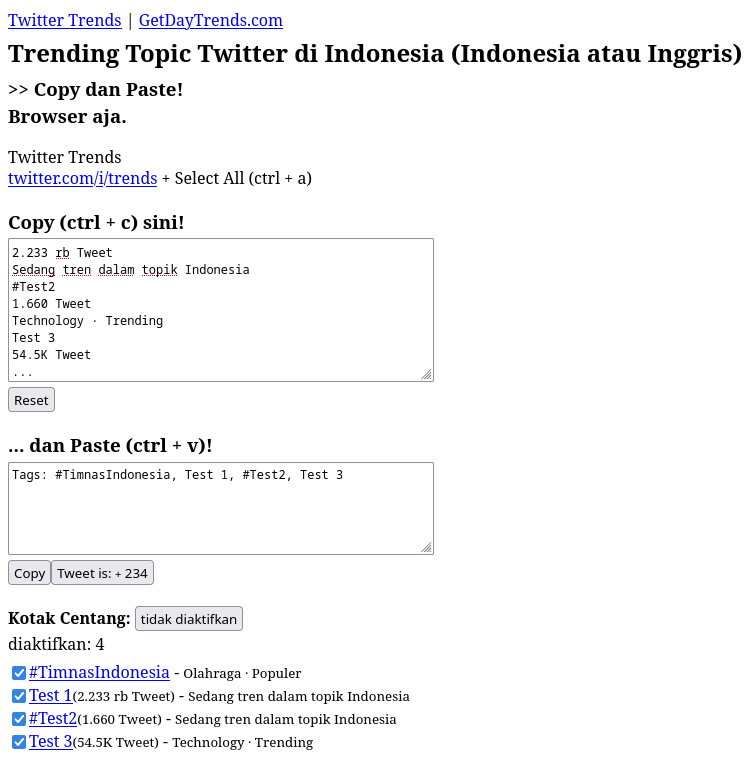 Twitter Trends | GetDayTrends.com
Trending Topic Twitter di Indonesia (Indonesia atau Inggris)
>> Copy dan Paste!
Browser aja.
Twitter Trends
twitter.com/i/trends + Select All (ctrl + a)
Copy (ctrl + c) sini!
2.233 rb Tweet
Sedang tren dalam topik Indonesia
#Test2
1.660 Tweet
Technology · Trending
Test 3
54.5K Tweet
...
Reset
... dan Paste (ctrl + v)!
Tags: #TimnasIndonesia, Test 1, #Test2, Test 3
Copy Tweet is: + 234
Kotak Centang: tidak diaktifkan
diaktifkan: 4
#TimnasIndonesia - Olahraga · Populer
Test 1(2.233 rb Tweet) - Sedang tren dalam topik Indonesia
#Test2(1.660 Tweet) - Sedang tren dalam topik Indonesia
Test 3(54.5K Tweet) - Technology · Trending